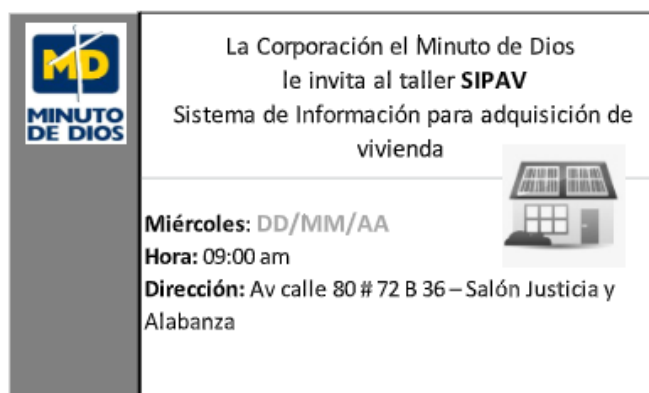 MD
MINUTO
DE DIOS
La Corporación el Minuto de Dios
le invita al taller SIPAV
Sistema de Información para adquisición de
vivienda
Miércoles: DD/MM/AA
Hora: 09:00 am
Dirección: Av calle 80 # 72 B 36 – Salón Justicia y
Alabanza